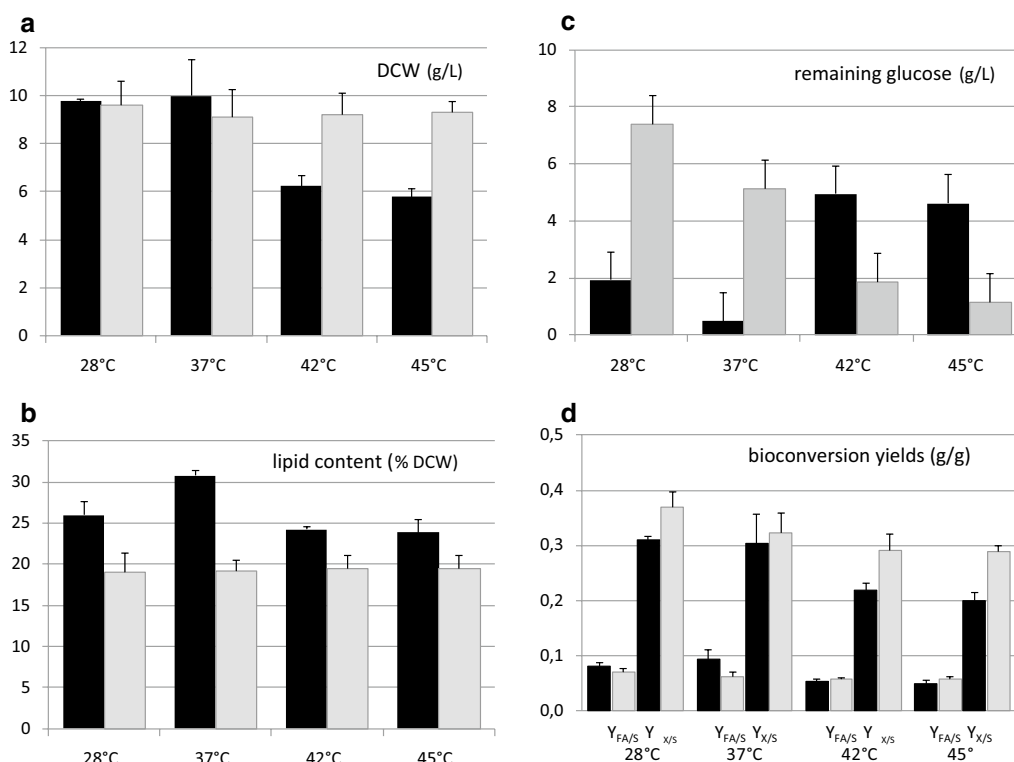 a
DCW (g/L)
12
10
8
6
4
2
0
28°C 37°C 42°C 45°C
b
lipid content (% DCW)
35
30
25
20
15
10
5
0
28°C 37°C 42°C 45°C
c
remaining glucose (g/L)
10
8
6
4
2
0
28°C 37°C 42°C 45°C
d
bioconversion yields (g/g)
0,5
0,4
0,3
0,2
0,1
0,0
YFA/S Y x/s YFA/S YX/S YFA/S Y x/s YFA/S YX/S
28°C 37°C 42°C 45°